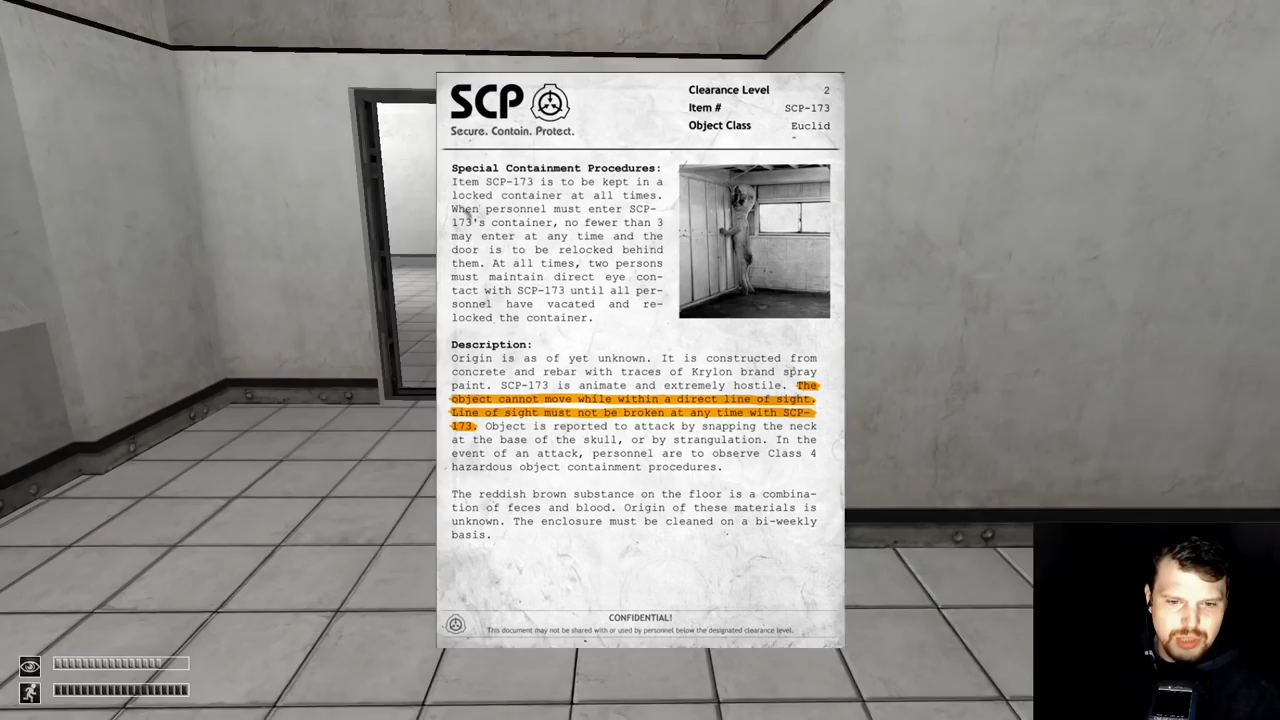 SCP
Secure. Contain. Protect.
Clearance Level 2
Item # SCP-173
Object Class Euclid
Special Containment Procedures:
Item SCP-173 is to be kept in a
locked container at all times.
When personnel must enter SCP-
173's container, no fewer than 3
may enter at any time and the
door is to be relocked behind
them. At all times, two persons
must maintain direct eye con-
tact with SCP-173 until all per-
sonnel have vacated and re-
locked the container.
Description:
Origin is as of yet unknown. It is constructed from
concrete and rebar with traces of Krylon brand spray
paint. SCP-173 is animate and extremely hostile. The
object cannot move while within a direct line of sight.
Line of sight must not be broken at any time with SCP-
173. Object is reported to attack by snapping the neck
at the base of the skull, or by strangulation. In the
event of an attack, personnel are to observe Class 4
hazardous object containment procedures.
The reddish brown substance on the floor is a combina-
tion of feces and blood. Origin of these materials is
unknown. The enclosure must be cleaned on a bi-weekly
basis.
CONFIDENTIAL!
This document may not be shared with or used by personnel below the designated clearance level.